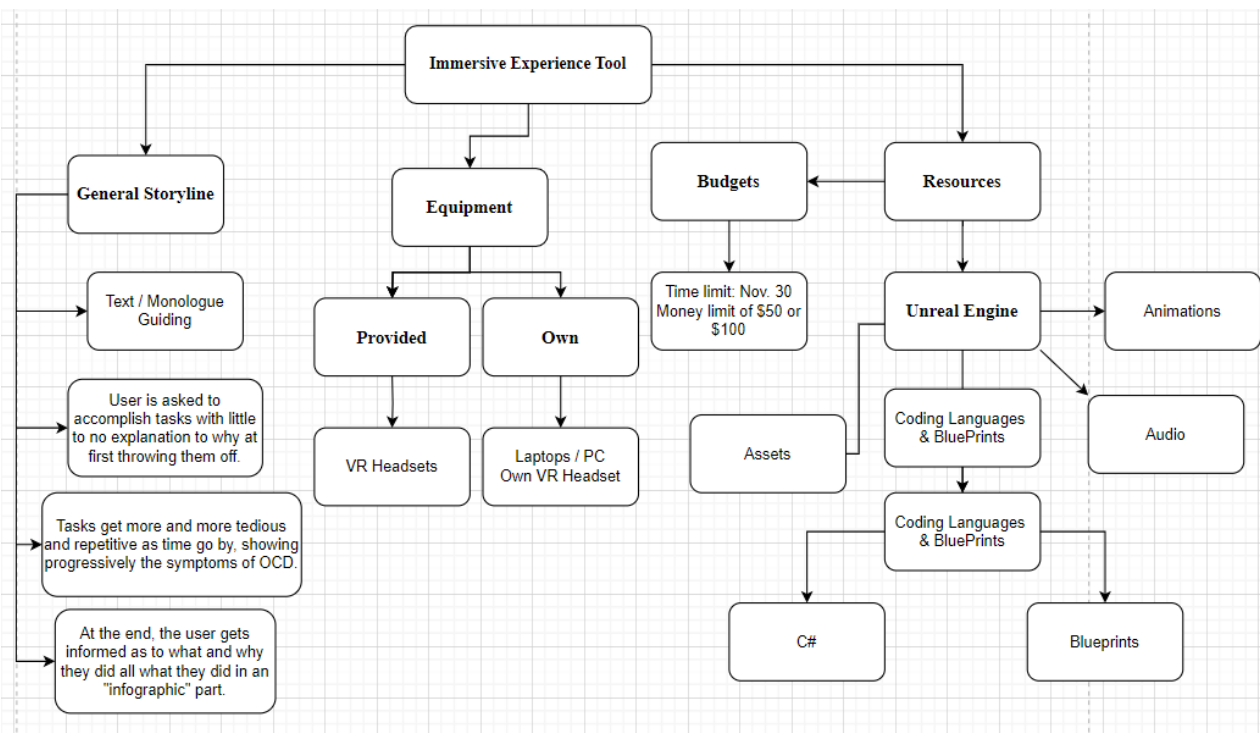 Immersive Experience Tool
General Storyline
Equipment
Budgets
Resources
Text / Monologue
Guiding
Provided
Own
Time limit: Nov. 30
Money limit of $50 or
$100
Unreal Engine
Animations
User is asked to
accomplish tasks with little
to no explanation to why at
first throwing them off.
VR Headsets
Laptops / PC
Own VR Headset
Assets
Coding Languages
& BluePrints
Audio
Tasks get more and more tedious
and repetitive as time go by, showing
progressively the symptoms of OCD.
Coding Languages
& BluePrints
At the end, the user gets
informed as to what and why
they did all what they did in an
"infographic" part.
C#
Blueprints